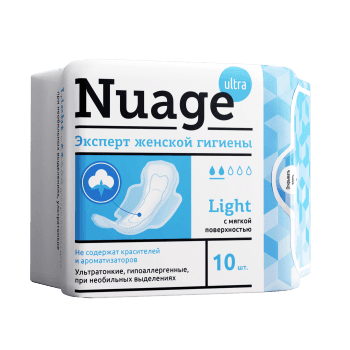 Nuage
ultra
Эксперт женской гигиены
Light
с мягкой
поверхностью
Не содержат красителей
и ароматизаторов
Ультратонкие, гипоаллергенные,
при необильных выделениях
10 шт.